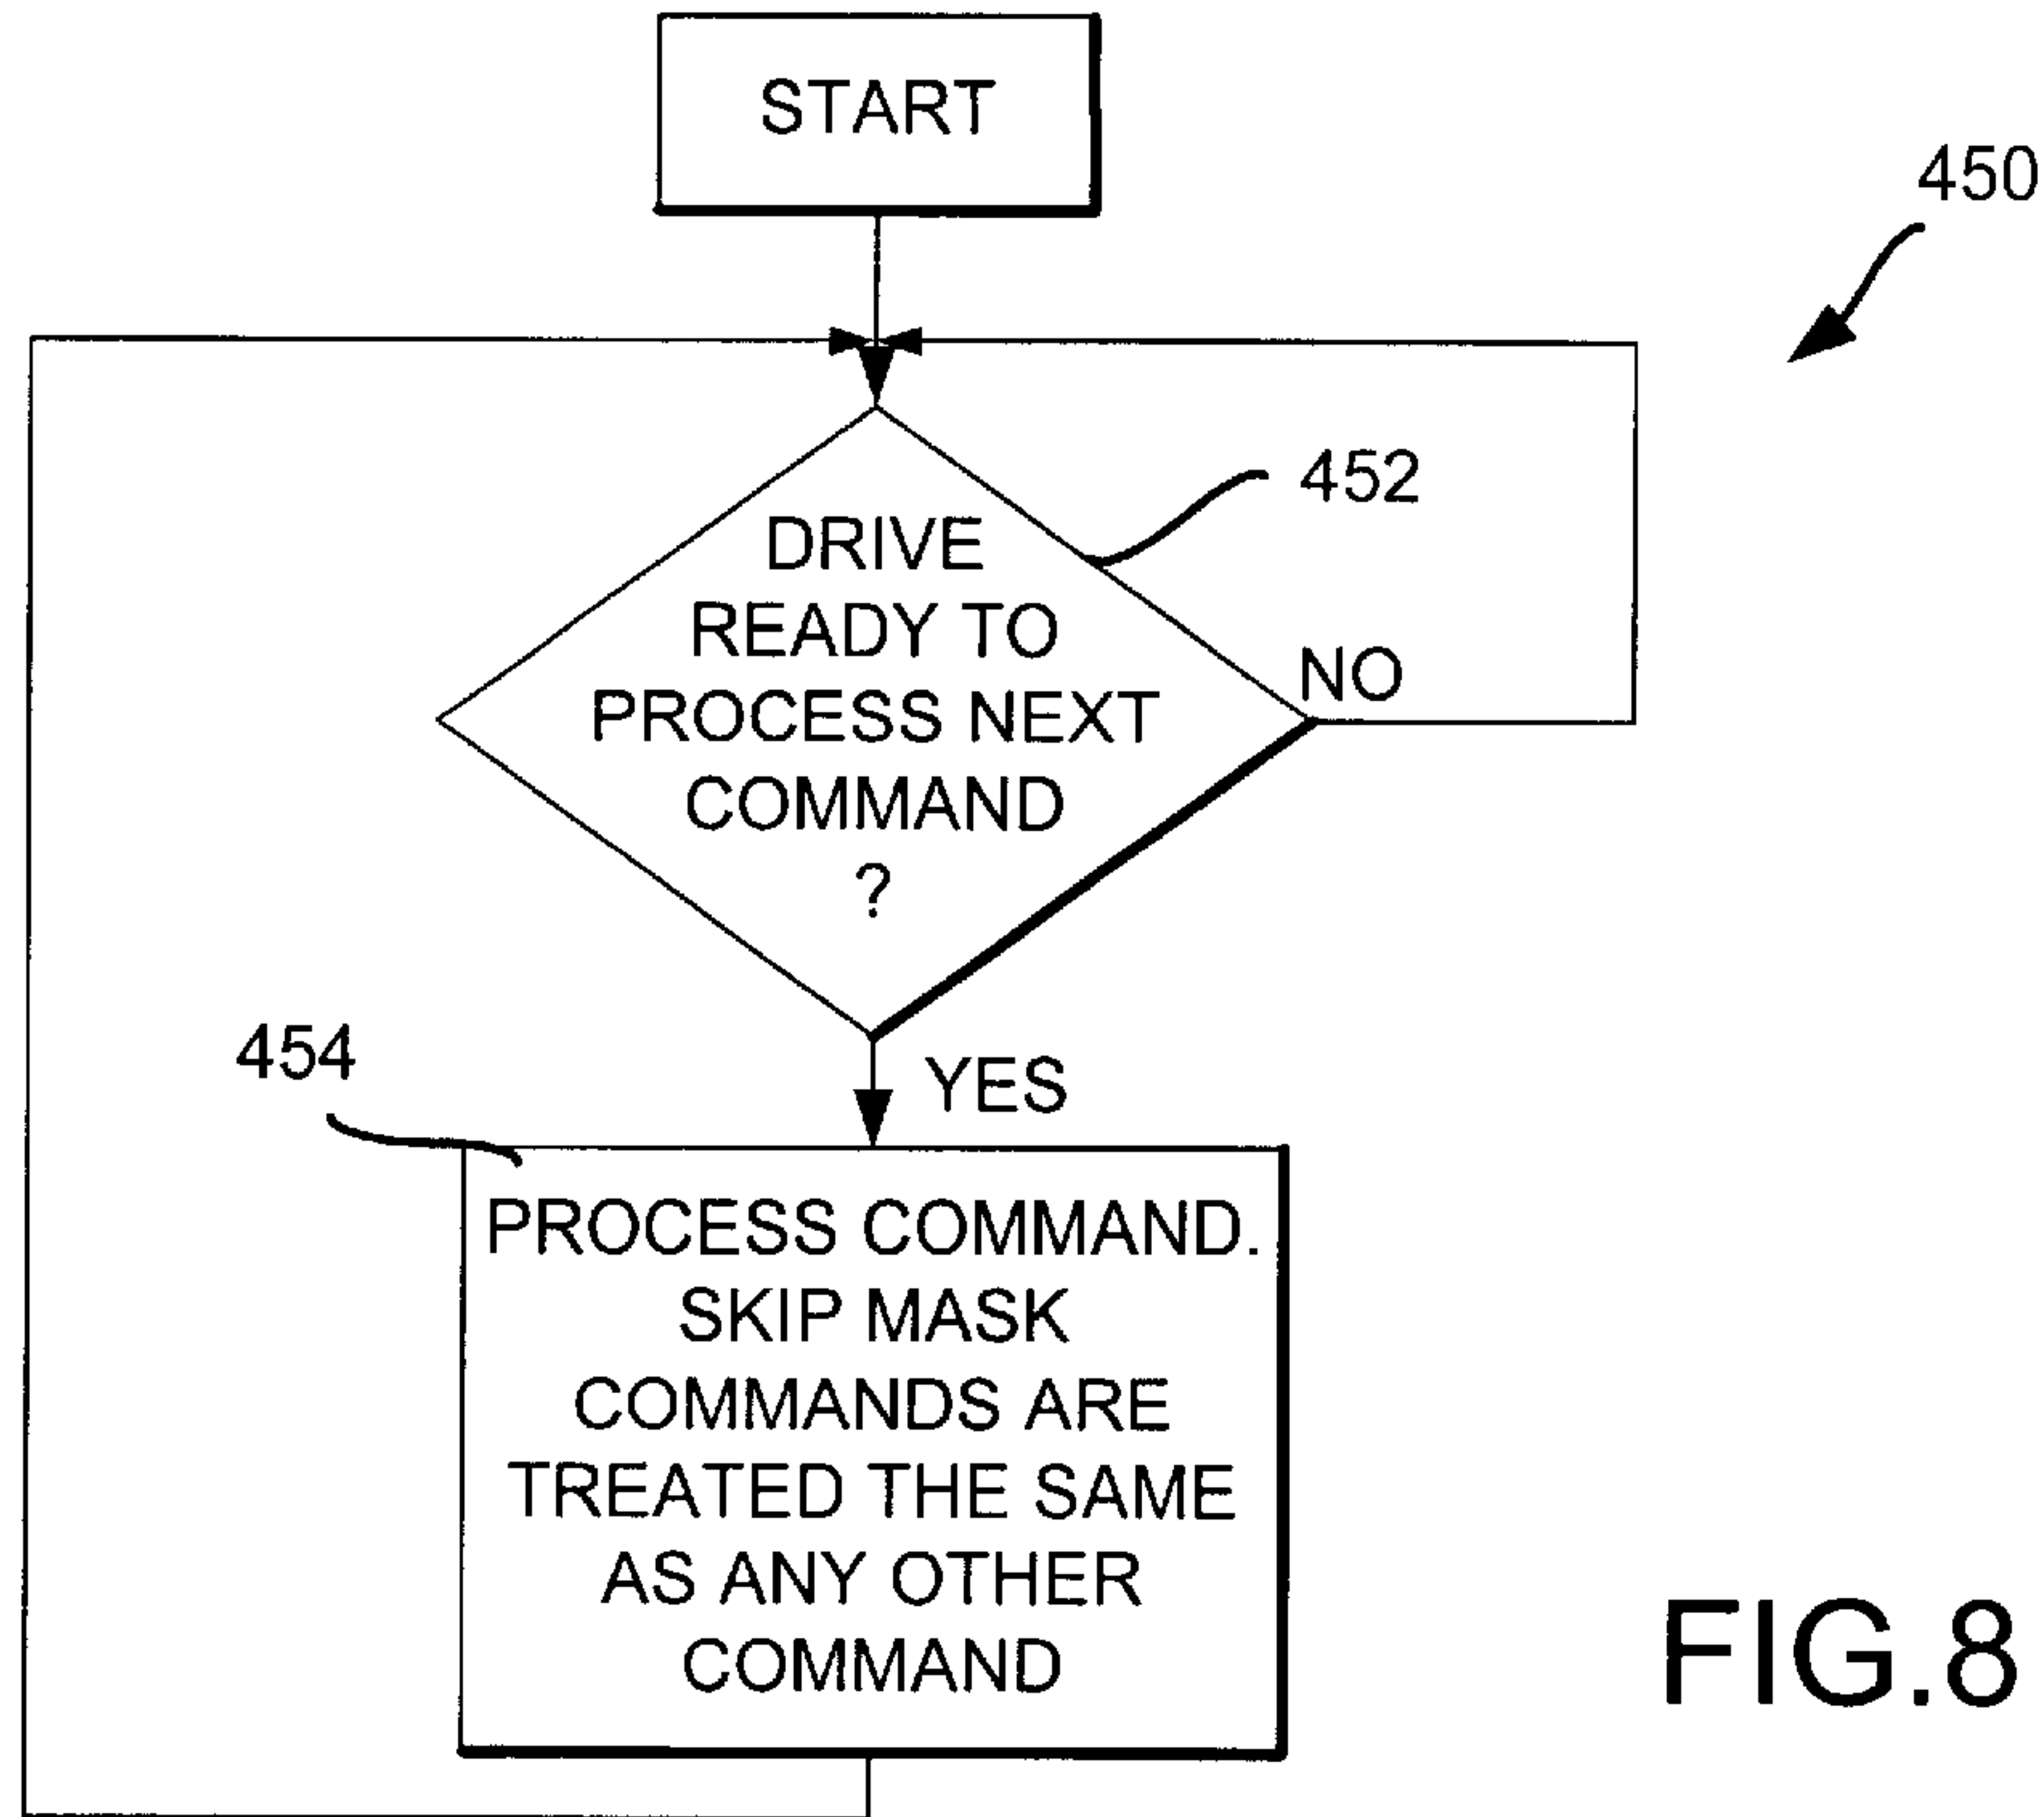 START
450
452
DRIVE
READY TO
PROCESS NEXT
COMMAND
?
NO
454
YES
PROCESS COMMAND.
SKIP MASK
COMMANDS ARE
TREATED THE SAME
AS ANY OTHER
COMMAND
FIG.8